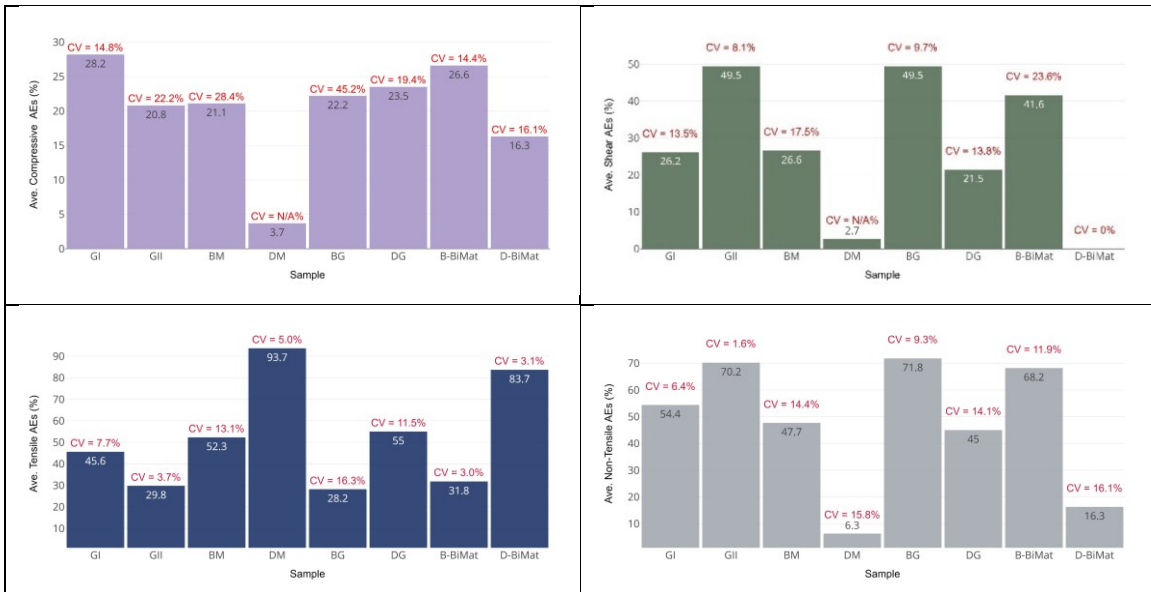 Ave. Compressive AEs (%)
30
25
20
15
10
5
0
CV = 14.8%
28.2
CV = 22.2%
20.8
CV = 28.4%
21.1
CV = N/A%
3.7
CV = 45.2%
22.2
CV = 19.4%
23.5
CV = 14.4%
26.6
CV = 16.1%
16.3
GI GII BM DM BG DG B-BiMat D-BiMat
Sample
Ave. Shear AEs (%)
50
40
30
20
10
0
CV = 13.5%
26.2
CV = 8.1%
49.5
CV = 17.5%
26.6
CV = N/A%
2.7
CV = 9.7%
49.5
CV = 13.8%
21.5
CV = 23.6%
41.6
CV = 0%
GI GII BM DM BG DG B-BiMat D-BiMat
Sample
Ave. Tensile AEs (%)
90
80
70
60
50
40
30
20
10
CV = 7.7%
45.6
CV = 3.7%
29.8
CV = 13.1%
52.3
CV = 5.0%
93.7
CV = 16.3%
28.2
CV = 11.5%
55
CV = 3.0%
31.8
CV = 3.1%
83.7
GI GII BM DM BG DG B-BiMat D-BiMat
Sample
Ave. Non-Tensile AEs (%)
70
60
50
40
30
20
10
CV = 6.4%
54.4
CV = 1.6%
70.2
CV = 14.4%
47.7
CV = 15.8%
6.3
CV = 9.3%
71.8
CV = 14.1%
45
CV = 11.9%
68.2
CV = 16.1%
16.3
GI GII BM DM BG DG B-BiMat D-BiMat
Sample